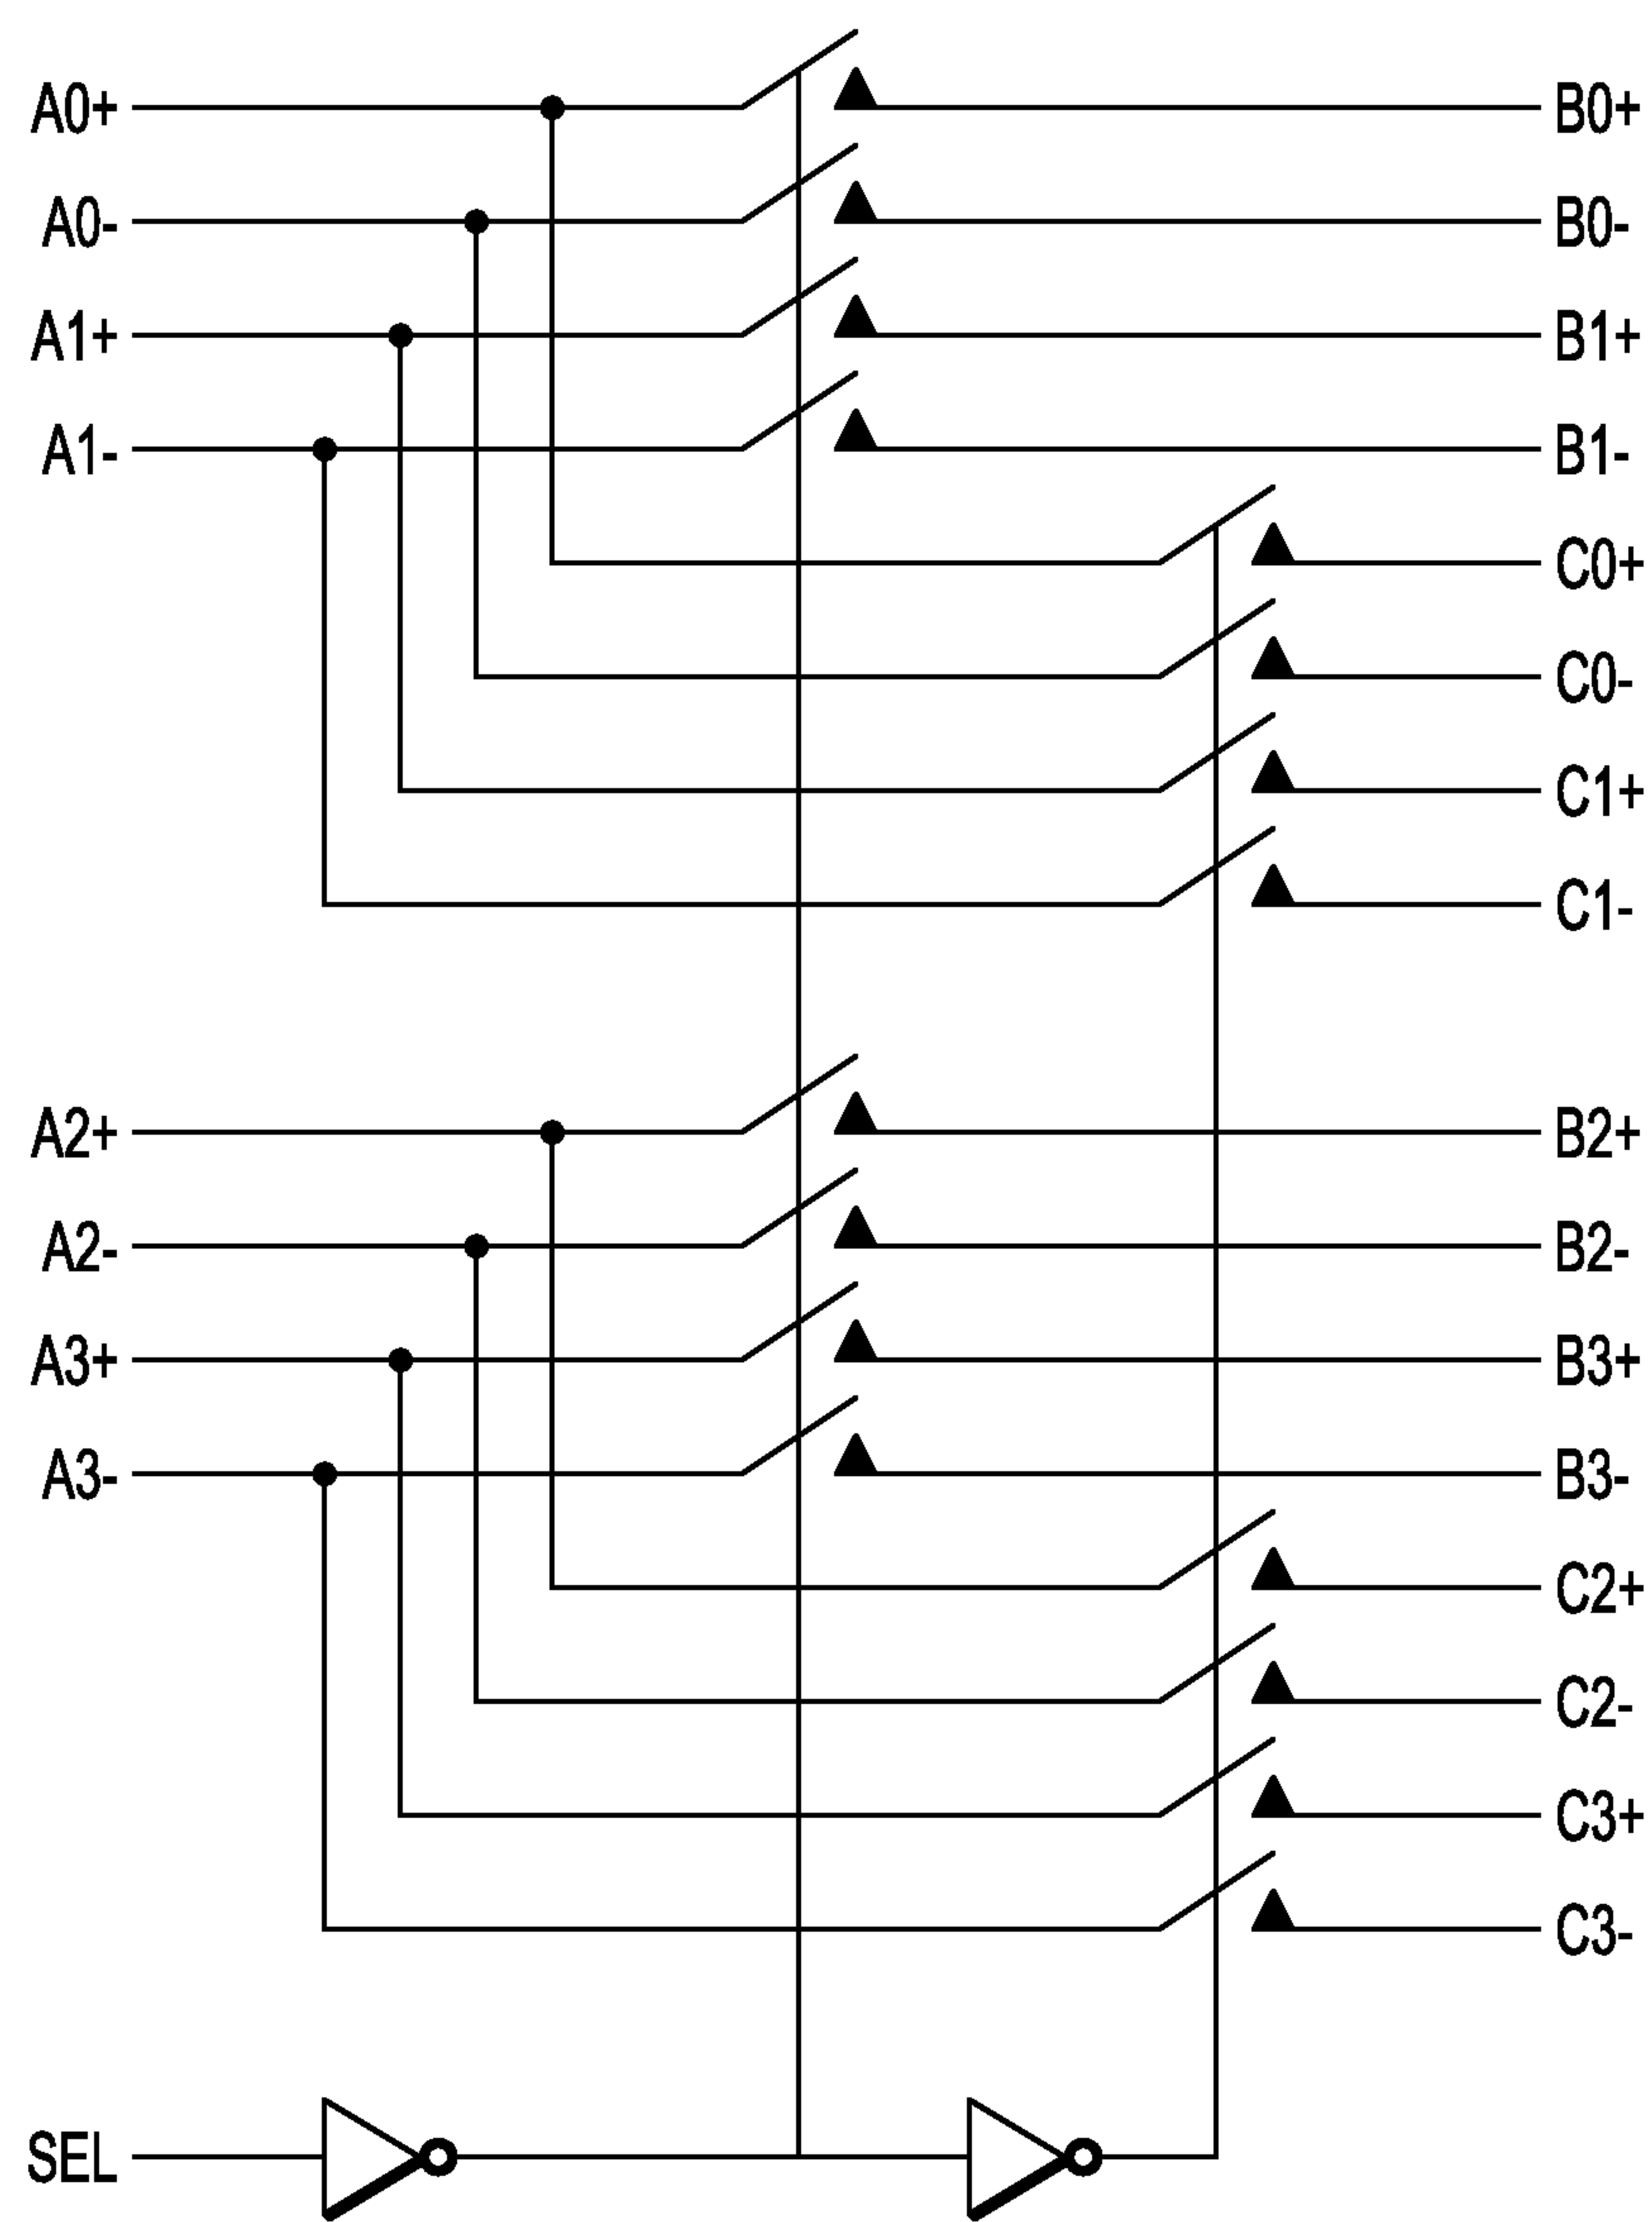 A0+ B0+
A0- B0-
A1+ B1+
A1- B1-
C0+
C0-
C1+
C1-
A2+ B2+
A2- B2-
A3+ B3+
A3- B3-
C2+
C2-
C3+
C3-
SEL